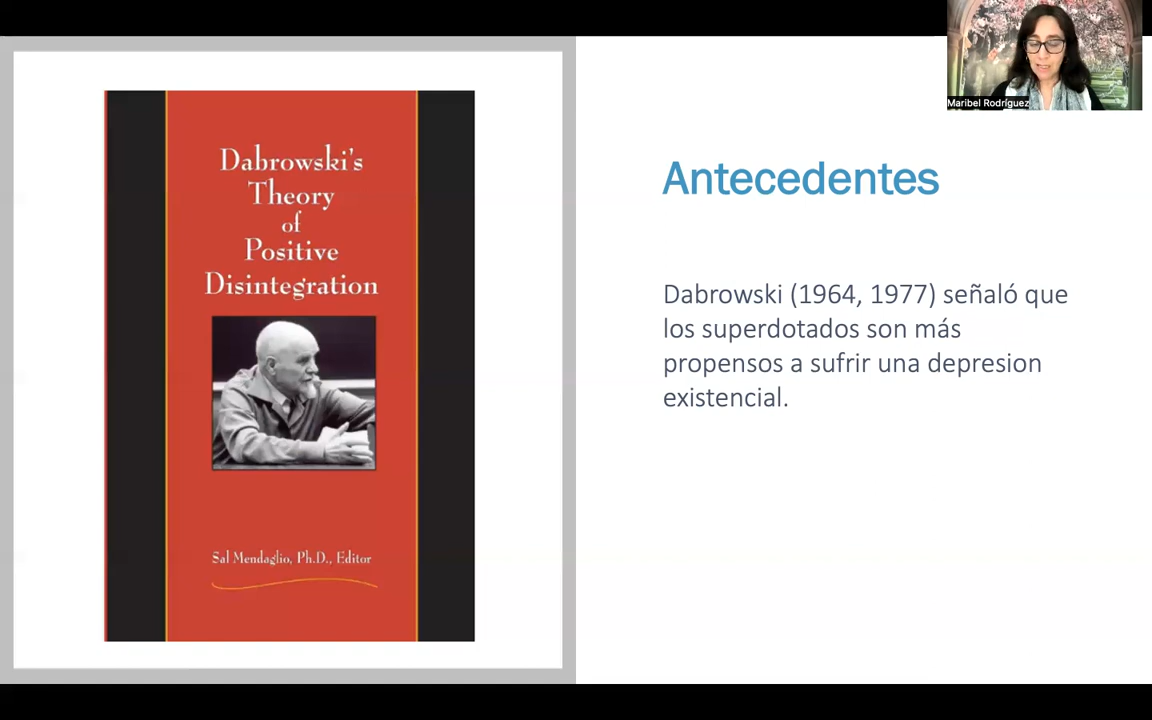 Dabrowski's
Theory
of
Positive
Disintegration
Sal Mendaglio, Ph.D., Editor
Maribel Rodríguez
Antecedentes
Dabrowski (1964, 1977) señaló que
los superdotados son más
propensos a sufrir una depresion
existencial.